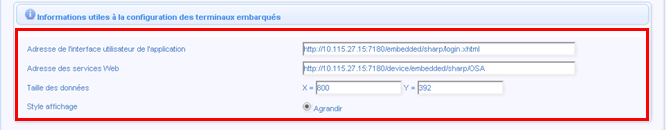 Informations utiles à la configuration des terminaux embarqués
Adresse de l'interface utilisateur de l'application http://10.115.27.15:7180/embedded/sharp/login.xhtml
Adresse des services Web http://10.115.27.15:7180/device/embedded/sharp/OSA
Taille des données X = 800 Y = 392
Style affichage Agrandir